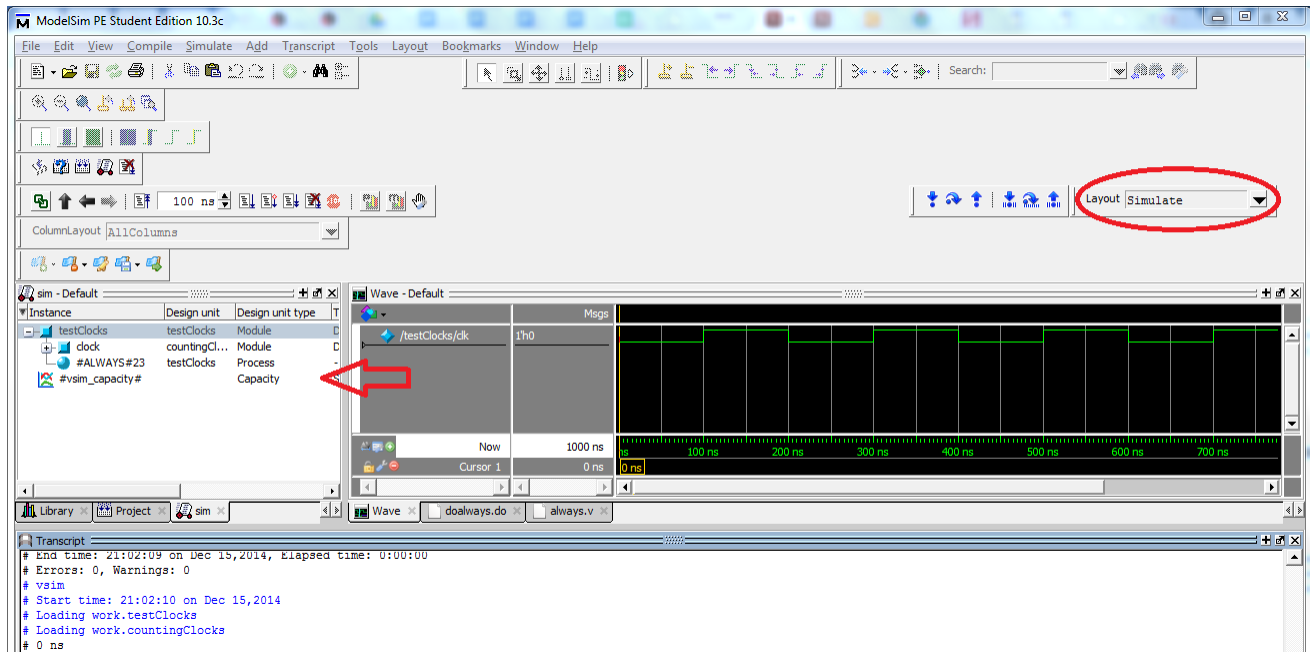 ModelSim PE Student Edition 10.3c
File Edit View Compile Simulate Add Transcript Tools Layout Bookmarks Window Help
Search:
100 ns
Layout Simulate
ColumnLayout AllColumns
sim - Default
Wave - Default
Instance Design unit Design unit type T
Msgs
testClocks testClocks Module D
/testClocks/clk 1'h0
clock countingCl... Module D
#ALWAYS#23 testClocks Process -
#vsim_capacity# Capacity
Now 1000 ns
ns 100 ns 200 ns 300 ns 400 ns 500 ns 600 ns 700 ns
Cursor 1 0 ns 0 ns
Library Project sim Wave doalways.do always.v
Transcript
# End time: 21:02:09 on Dec 15,2014, Elapsed time: 0:00:00
# Errors: 0, Warnings: 0
# vsim
# Start time: 21:02:10 on Dec 15,2014
# Loading work.testClocks
# Loading work.countingClocks
# 0 ns